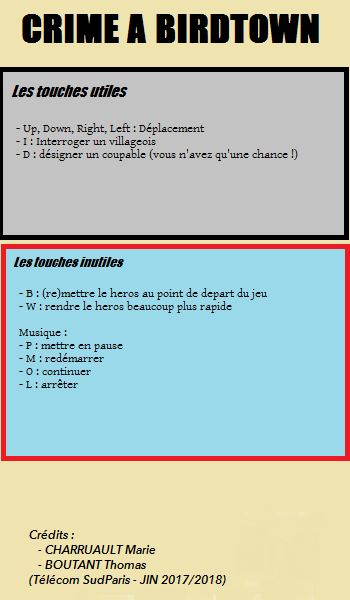 CRIME A BIRDTOWN
Les touches utiles
- Up, Down, Right, Left : Déplacement
- I : Interroger un villageois
- D : désigner un coupable (vous n'avez qu'une chance !)
Les touches inutiles
- B : (re)mettre le heros au point de depart du jeu
- W : rendre le heros beaucoup plus rapide
Musique :
- P : mettre en pause
- M : redémarrer
- O : continuer
- L : arrêter
Crédits :
- CHARRUAULT Marie
- BOUTANT Thomas
(Télécom SudParis - JIN 2017/2018)